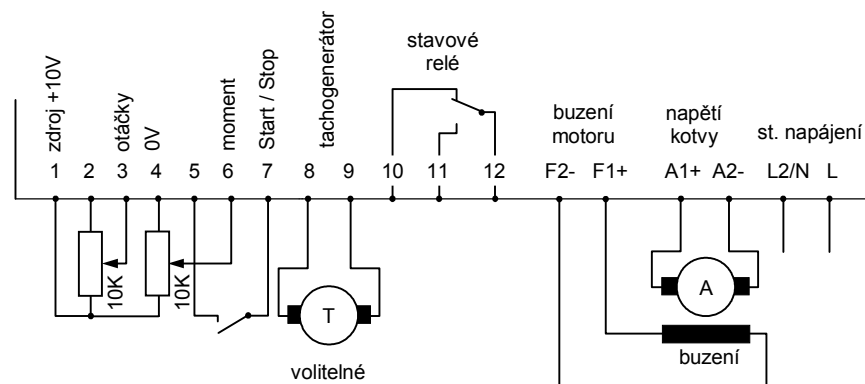 zdroj +10V
otáčky
0V
moment
Start / Stop
tachogenerátor
stavové
relé
buzení
motoru
napětí
kotvy
st. napájení
1 2 3 4 5 6 7 8 9 10 11 12 F2- F1+ A1+ A2- L2/N L
10K
10K
T
A
volitelné
buzení